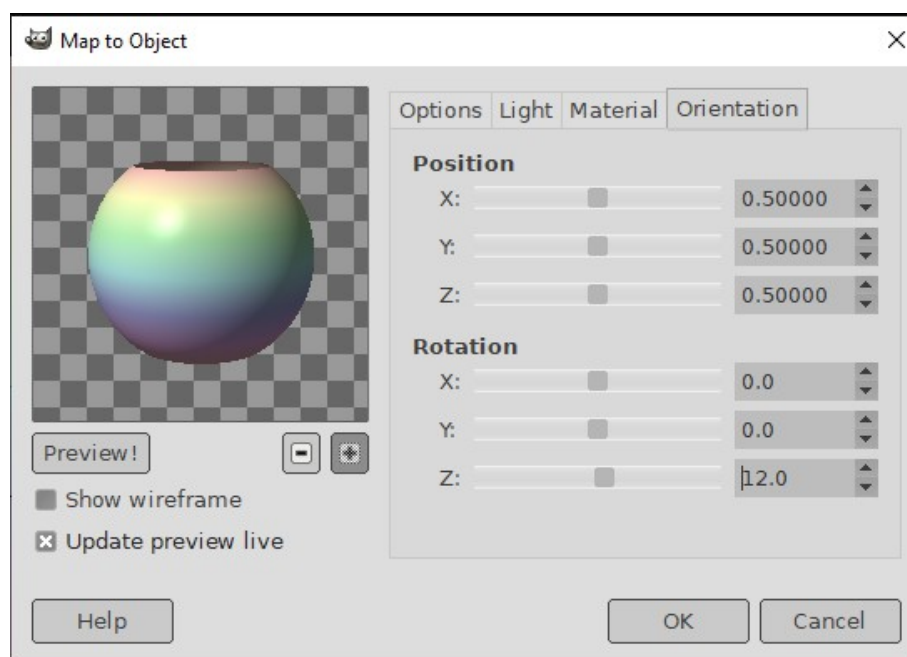 Map to Object
Options Light Material Orientation
Position
X: 0.50000
Y: 0.50000
Z: 0.50000
Rotation
X: 0.0
Y: 0.0
Z: 12.0
Preview!
Show wireframe
Update preview live
Help OK Cancel